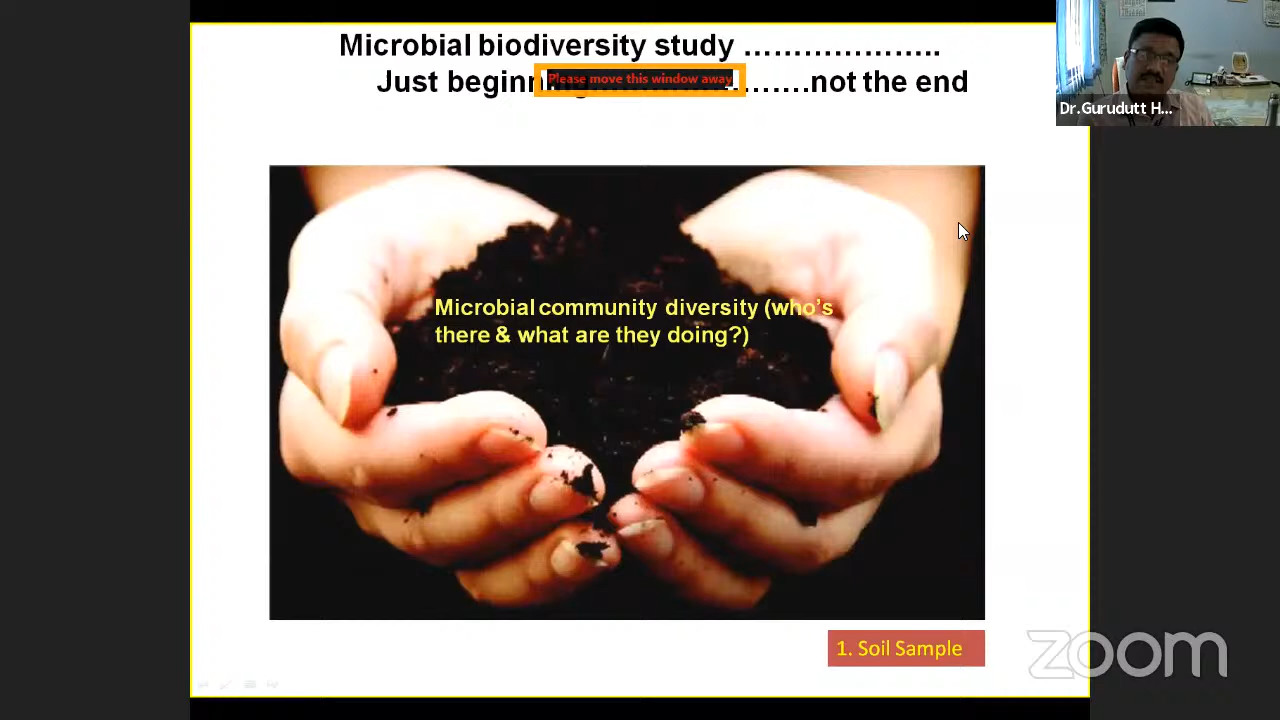 Microbial biodiversity study ………………..
Just beginn
Please move this window away
…….not the end
Dr.Gurudutt H...
Microbial community diversity (who's
there & what are they doing?)
1. Soil Sample
zoom